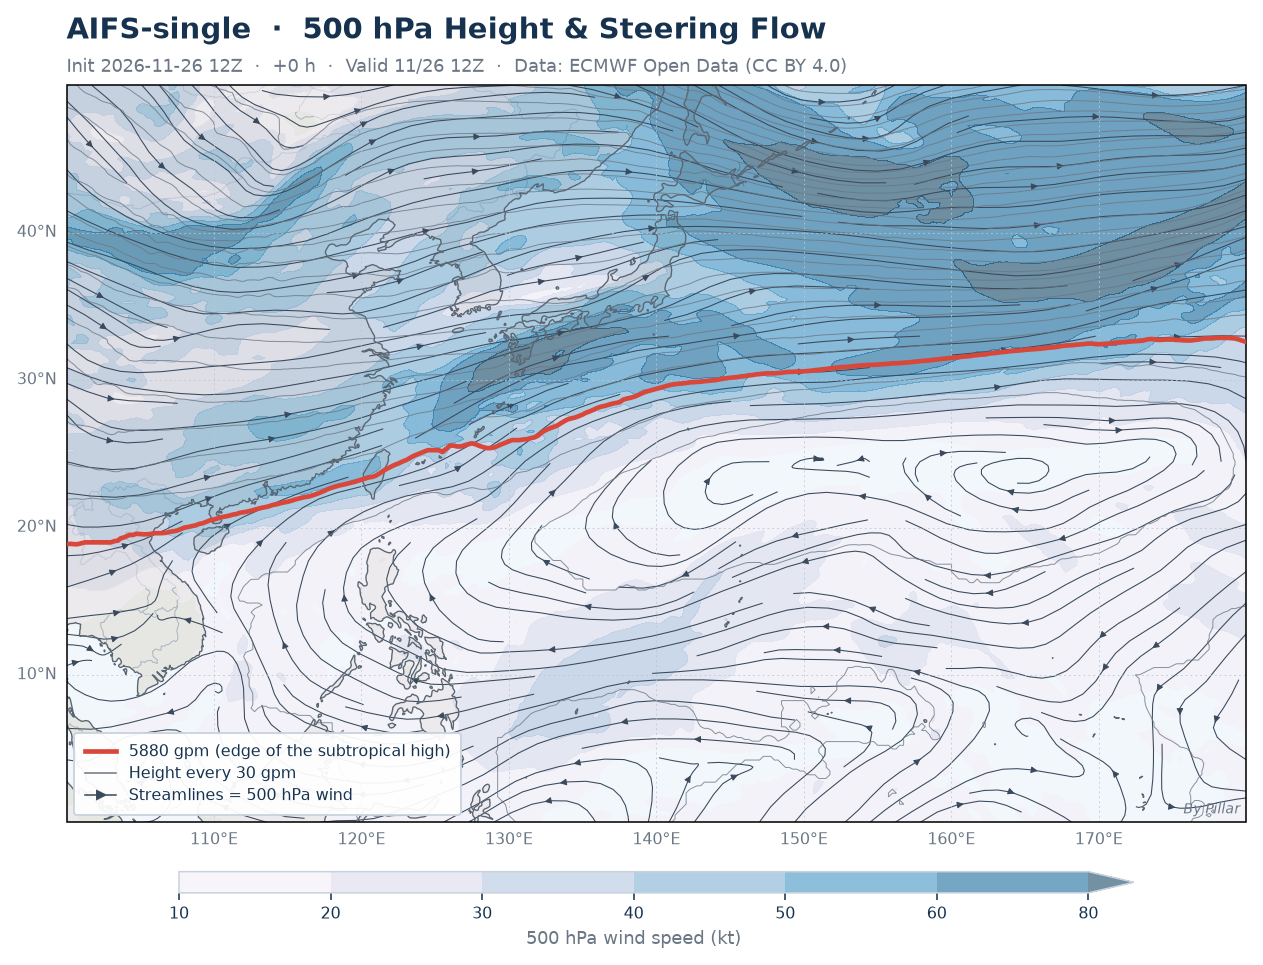 AIFS-single · 500 hPa Height & Steering Flow
Init 2026-11-26 12Z · +0 h · Valid 11/26 12Z · Data: ECMWF Open Data (CC BY 4.0)
40°N
30°N
20°N
10°N
5880 gpm (edge of the subtropical high)
Height every 30 gpm
Streamlines = 500 hPa wind
By Pillar
110°E 120°E 130°E 140°E 150°E 160°E 170°E
10 20 30 40 50 60 80
500 hPa wind speed (kt)